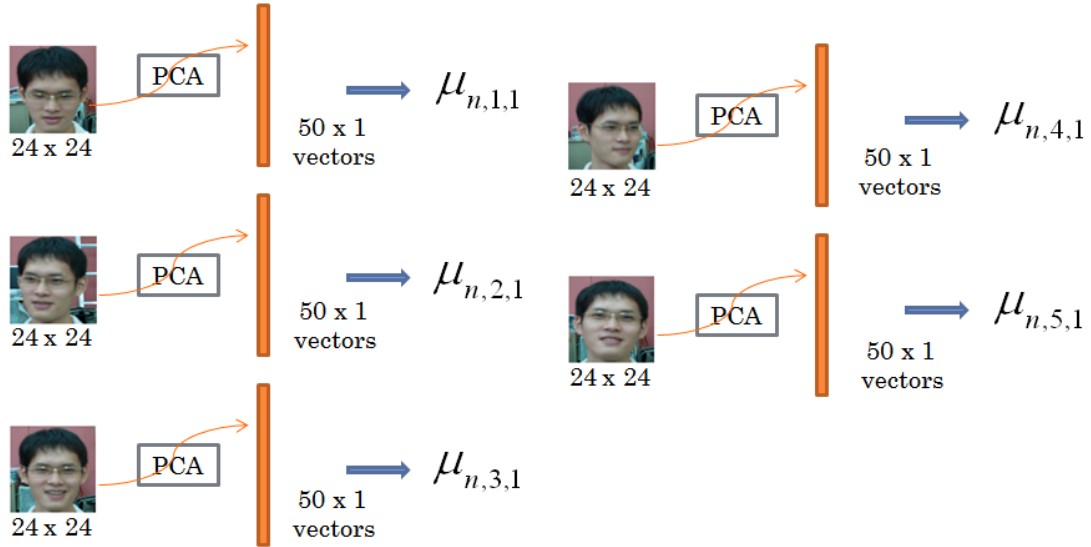 PCA
24 x 24
50 x 1
vectors
μn,1,1
PCA
24 x 24
50 x 1
vectors
μn,2,1
PCA
24 x 24
50 x 1
vectors
μn,3,1
PCA
24 x 24
50 x 1
vectors
μn,4,1
PCA
24 x 24
50 x 1
vectors
μn,5,1